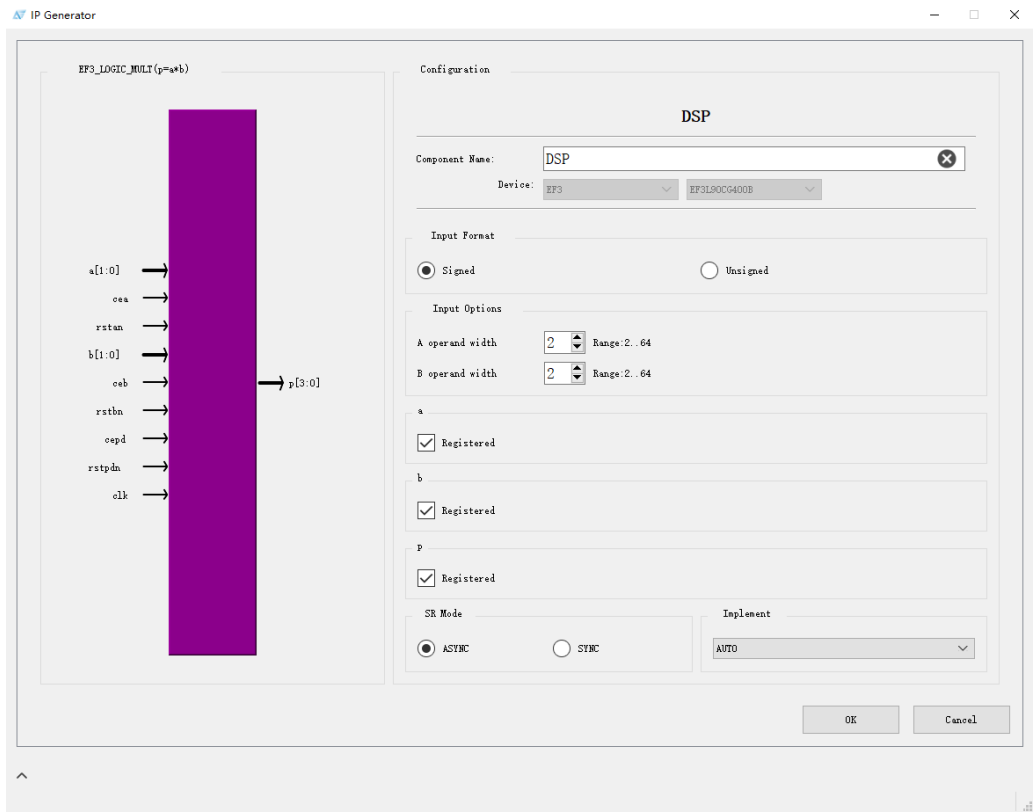 IP Generator
EF3_LOGIC_MULT(p=a*b)
a[1:0]
cea
rstan
b[1:0]
ceb
rstbn
cepd
rstpdn
clk
p[3:0]
Configuration
DSP
Component Name: DSP
Device: EF3 EF3L90CG400B
Input Format
Signed Unsigned
Input Options
A operand width 2 Range:2..64
B operand width 2 Range:2..64
a
Registered
b
Registered
p
Registered
SR Mode
ASYNC SYNC
Implement
AUTO
OK Cancel